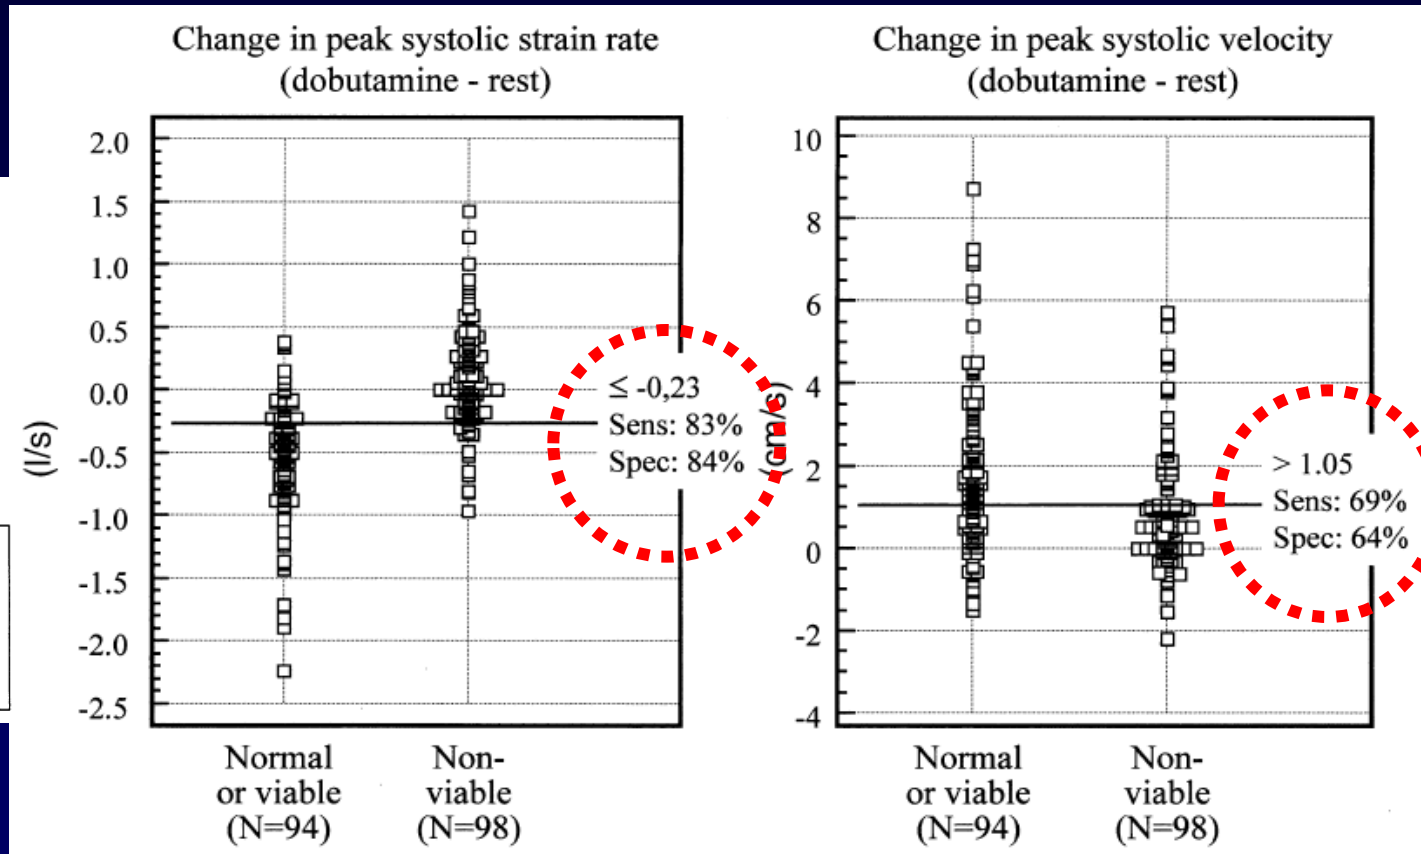 Change in peak systolic strain rate
(dobutamine - rest)
2.0
1.5
1.0
0.5
0.0
-0.5
-1.0
-1.5
-2.0
-2.5
(l/s)
≤ -0,23
Sens: 83%
Spec: 84%
Normal
or viable
(N=94)
Non-
viable
(N=98)
Change in peak systolic velocity
(dobutamine - rest)
10
8
6
4
2
0
-2
-4
(cm/s)
> 1.05
Sens: 69%
Spec: 64%
Normal
or viable
(N=94)
Non-
viable
(N=98)